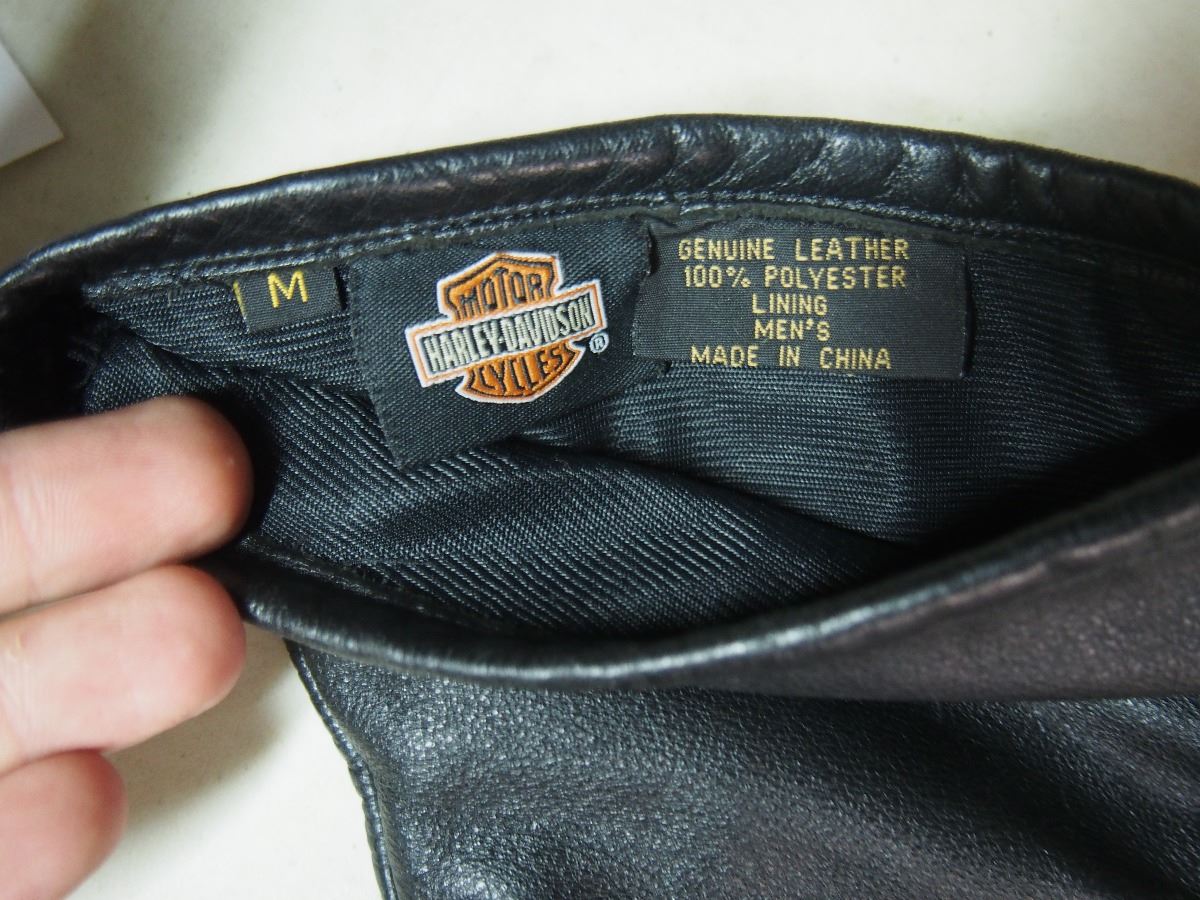 M
MOTOR
HARLEY-DAVIDSON
CYCLES
®
GENUINE LEATHER
100% POLYESTER
LINING
MEN'S
MADE IN CHINA